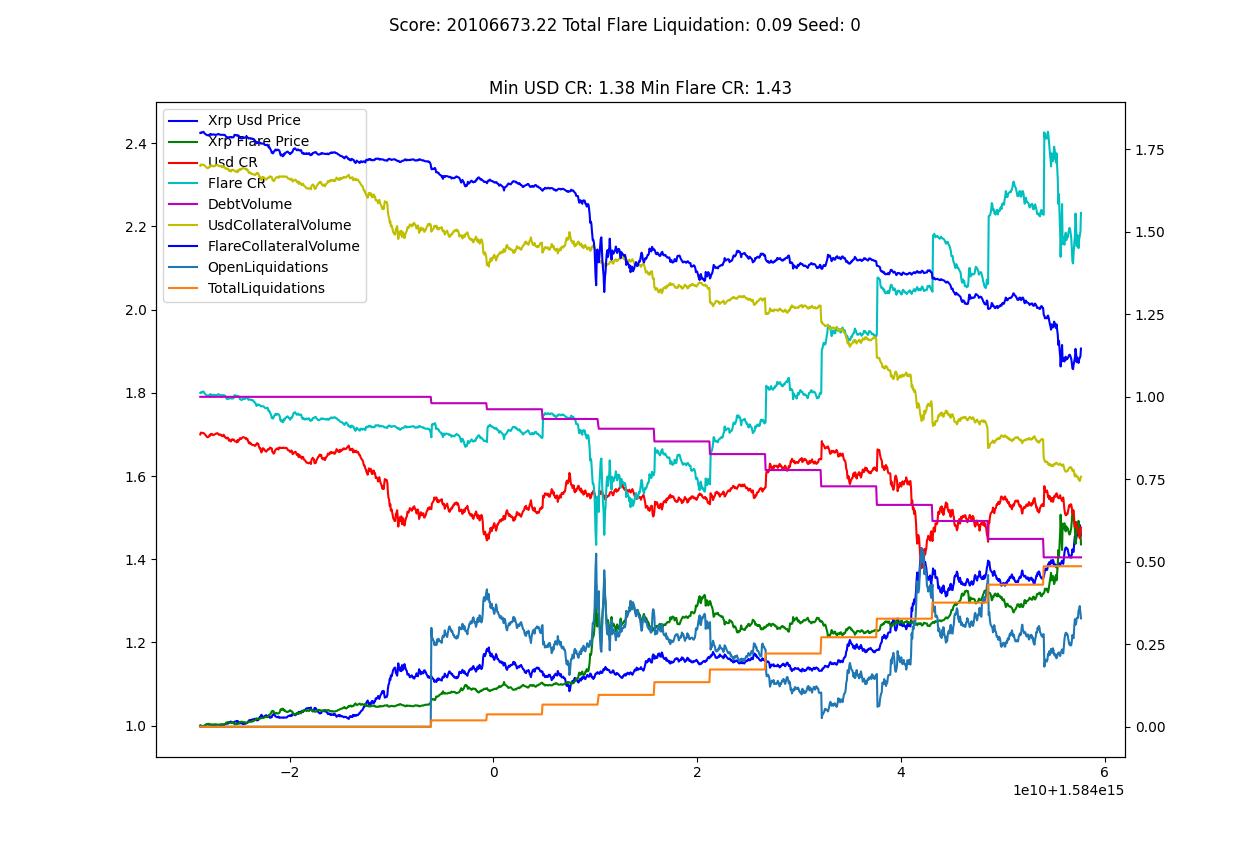 Score: 20106673.22 Total Flare Liquidation: 0.09 Seed: 0
Min USD CR: 1.38 Min Flare CR: 1.43
Xrp Usd Price
Xrp Flare Price
Usd CR
Flare CR
DebtVolume
UsdCollateralVolume
FlareCollateralVolume
OpenLiquidations
TotalLiquidations
2.4
2.2
2.0
1.8
1.6
1.4
1.2
1.0
1.75
1.50
1.25
1.00
0.75
0.50
0.25
0.00
−2
0
2
4
6
1e10+1.584e15